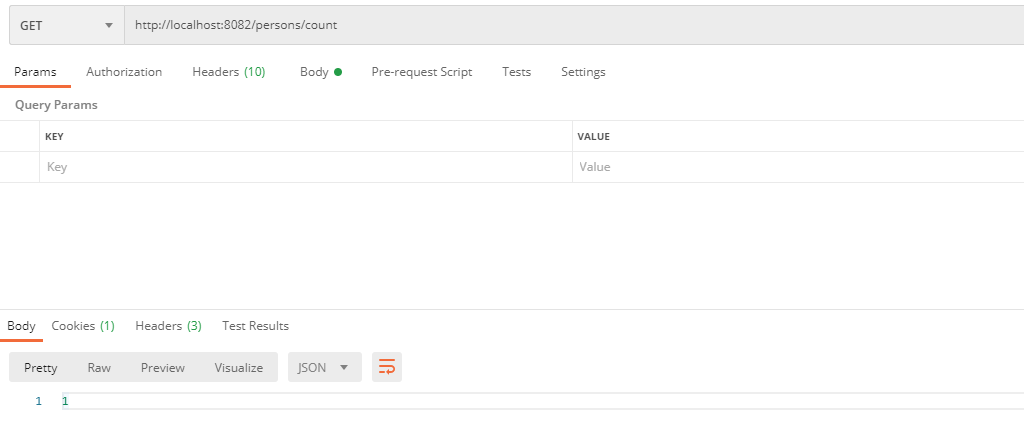 GET http://localhost:8082/persons/count
Params Authorization Headers (10) Body Pre-request Script Tests Settings
Query Params
KEY VALUE
Key Value
Body Cookies (1) Headers (3) Test Results
Pretty Raw Preview Visualize JSON
1 1